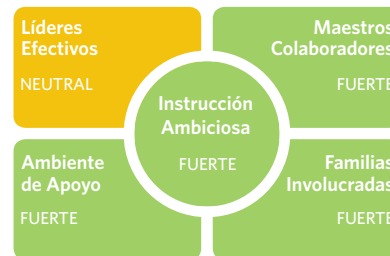 Líderes
Efectivos
NEUTRAL
Maestros
Colaboradores
FUERTE
Instrucción
Ambiciosa
FUERTE
Ambiente
de Apoyo
FUERTE
Familias
Involucradas
FUERTE